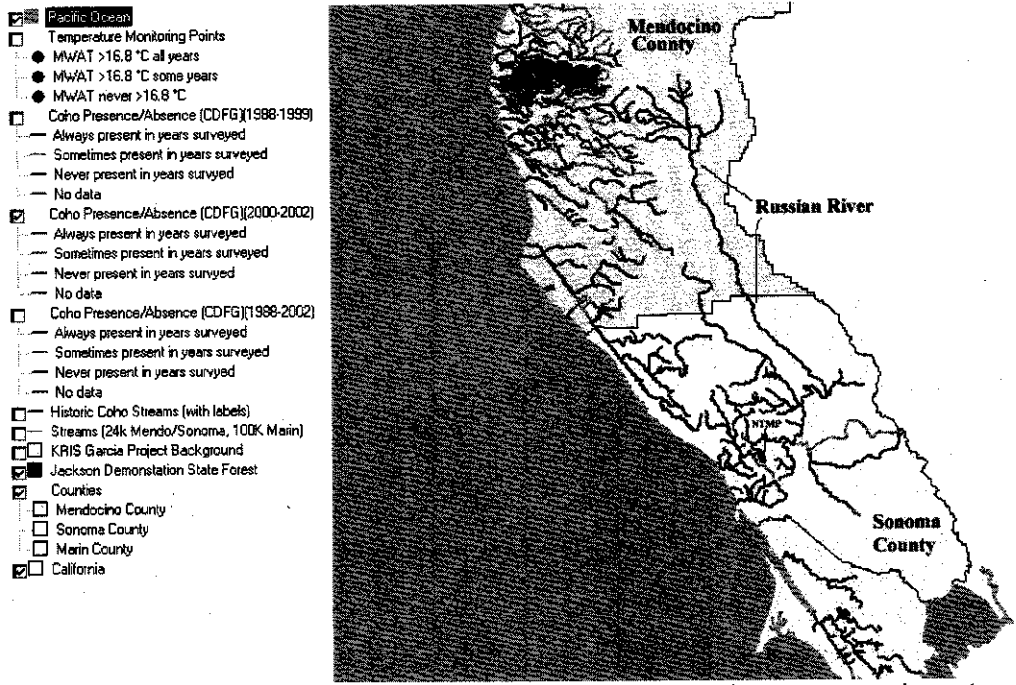 Pacific Ocean
Temperature Monitoring Points
MWAT >16.8 °C all years
MWAT >16.8 °C some years
MWAT never >16.8 °C
Coho Presence/Absence (CDFG)(1988-1999)
Always present in years surveyed
Sometimes present in years surveyed
Never present in years survyed
No data
Coho Presence/Absence (CDFG)(2000-2002)
Always present in years surveyed
Sometimes present in years surveyed
Never present in years survyed
No data
Coho Presence/Absence (CDFG)(1988-2002)
Always present in years surveyed
Sometimes present in years surveyed
Never present in years survyed
No data
Historic Coho Streams (with labels)
Streams (24k Mendo/Sonoma, 100K Marin)
KRIS Garcia Project Background
Jackson Demonstation State Forest
Counties
Mendocino County
Sonoma County
Marin County
California
Mendocino
County
Russian River
NTMP
Sonoma
County